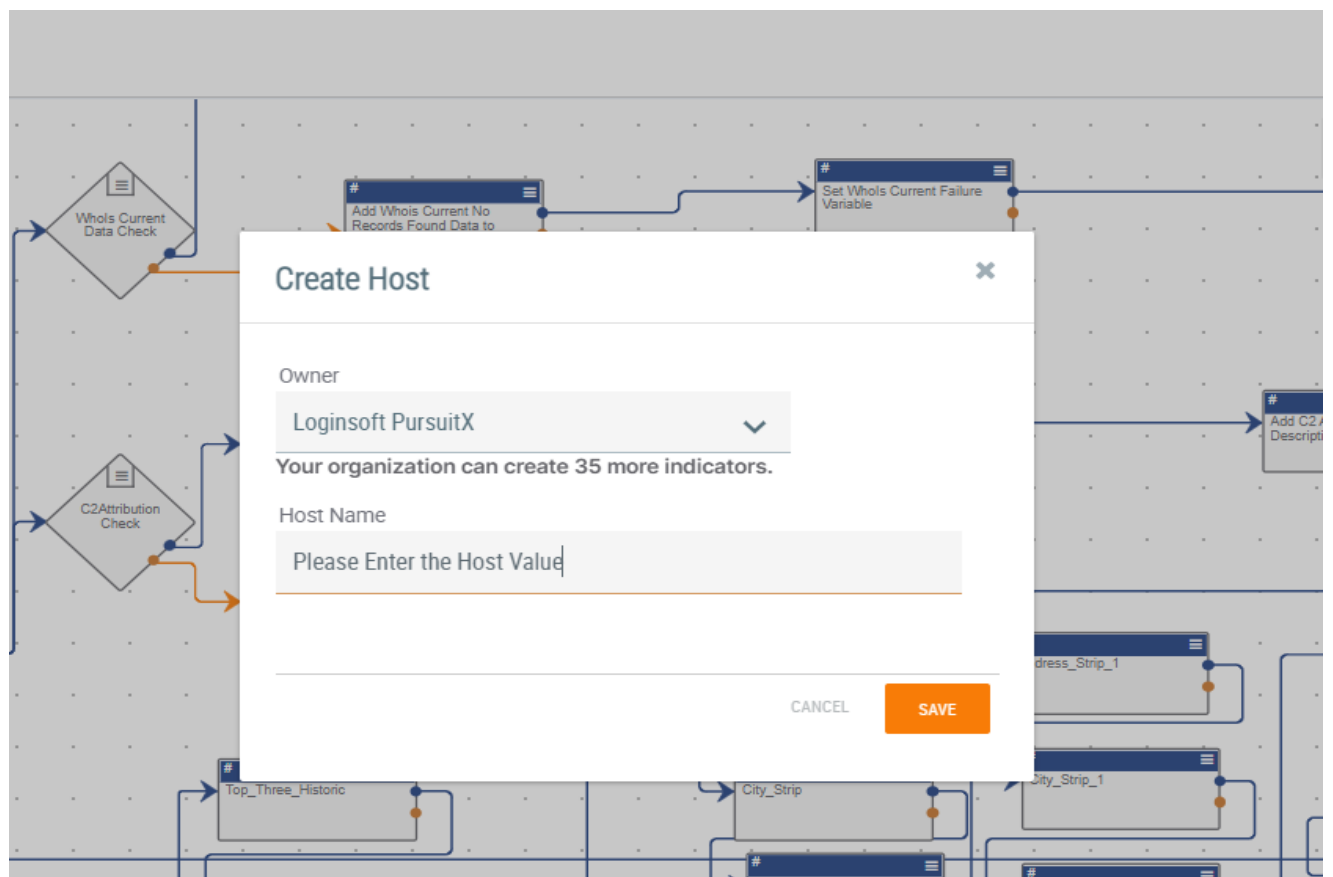 WhoIs Current
Data Check
#
Add Whois Current No
Records Found Data to
#
Set WhoIs Current Failure
Variable
Create Host
Owner
Loginsoft PursuitX
Your organization can create 35 more indicators.
Host Name
Please Enter the Host Value
CANCEL
SAVE
C2Attribution
Check
#
Add C2 A
Descripti
dress_Strip_1
#
Top_Three_Historic
City_Strip
City_Strip_1
#
#